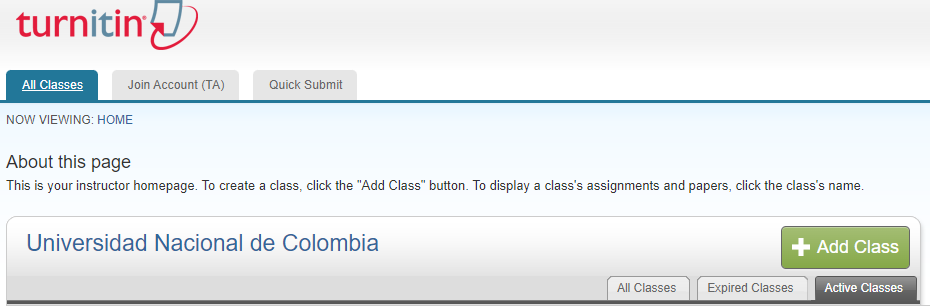 turnitin
All Classes Join Account (TA) Quick Submit
NOW VIEWING: HOME
About this page
This is your instructor homepage. To create a class, click the "Add Class" button. To display a class's assignments and papers, click the class's name.
Universidad Nacional de Colombia
Add Class
All Classes Expired Classes Active Classes